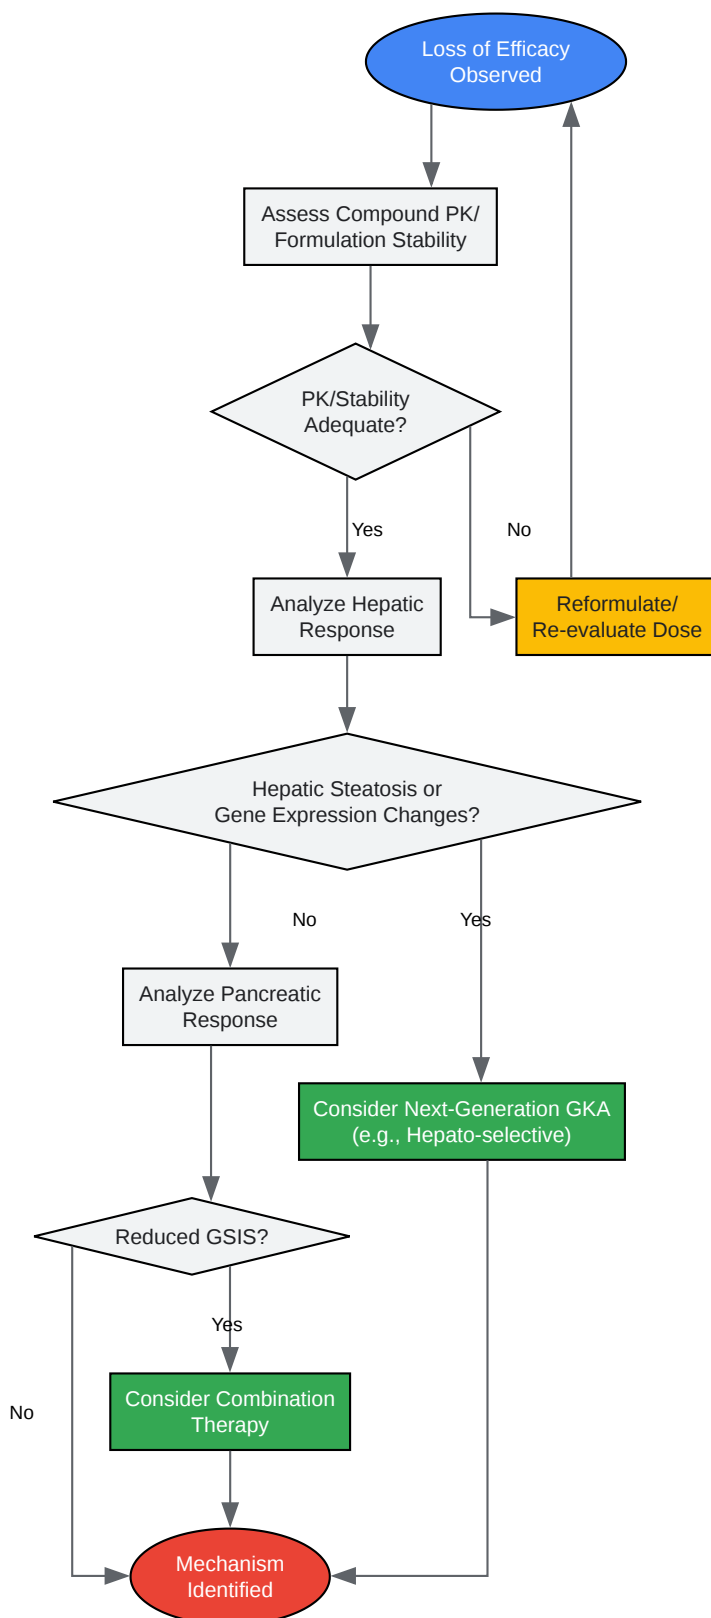 Loss of Efficacy
Observed
Assess Compound PK/
Formulation Stability
PK/Stability
Adequate?
Yes
No
Analyze Hepatic
Response
Reformulate/
Re-evaluate Dose
Hepatic Steatosis or
Gene Expression Changes?
No
Yes
Analyze Pancreatic
Response
Consider Next-Generation GKA
(e.g., Hepato-selective)
Reduced GSIS?
Yes
No
Consider Combination
Therapy
Mechanism
Identified